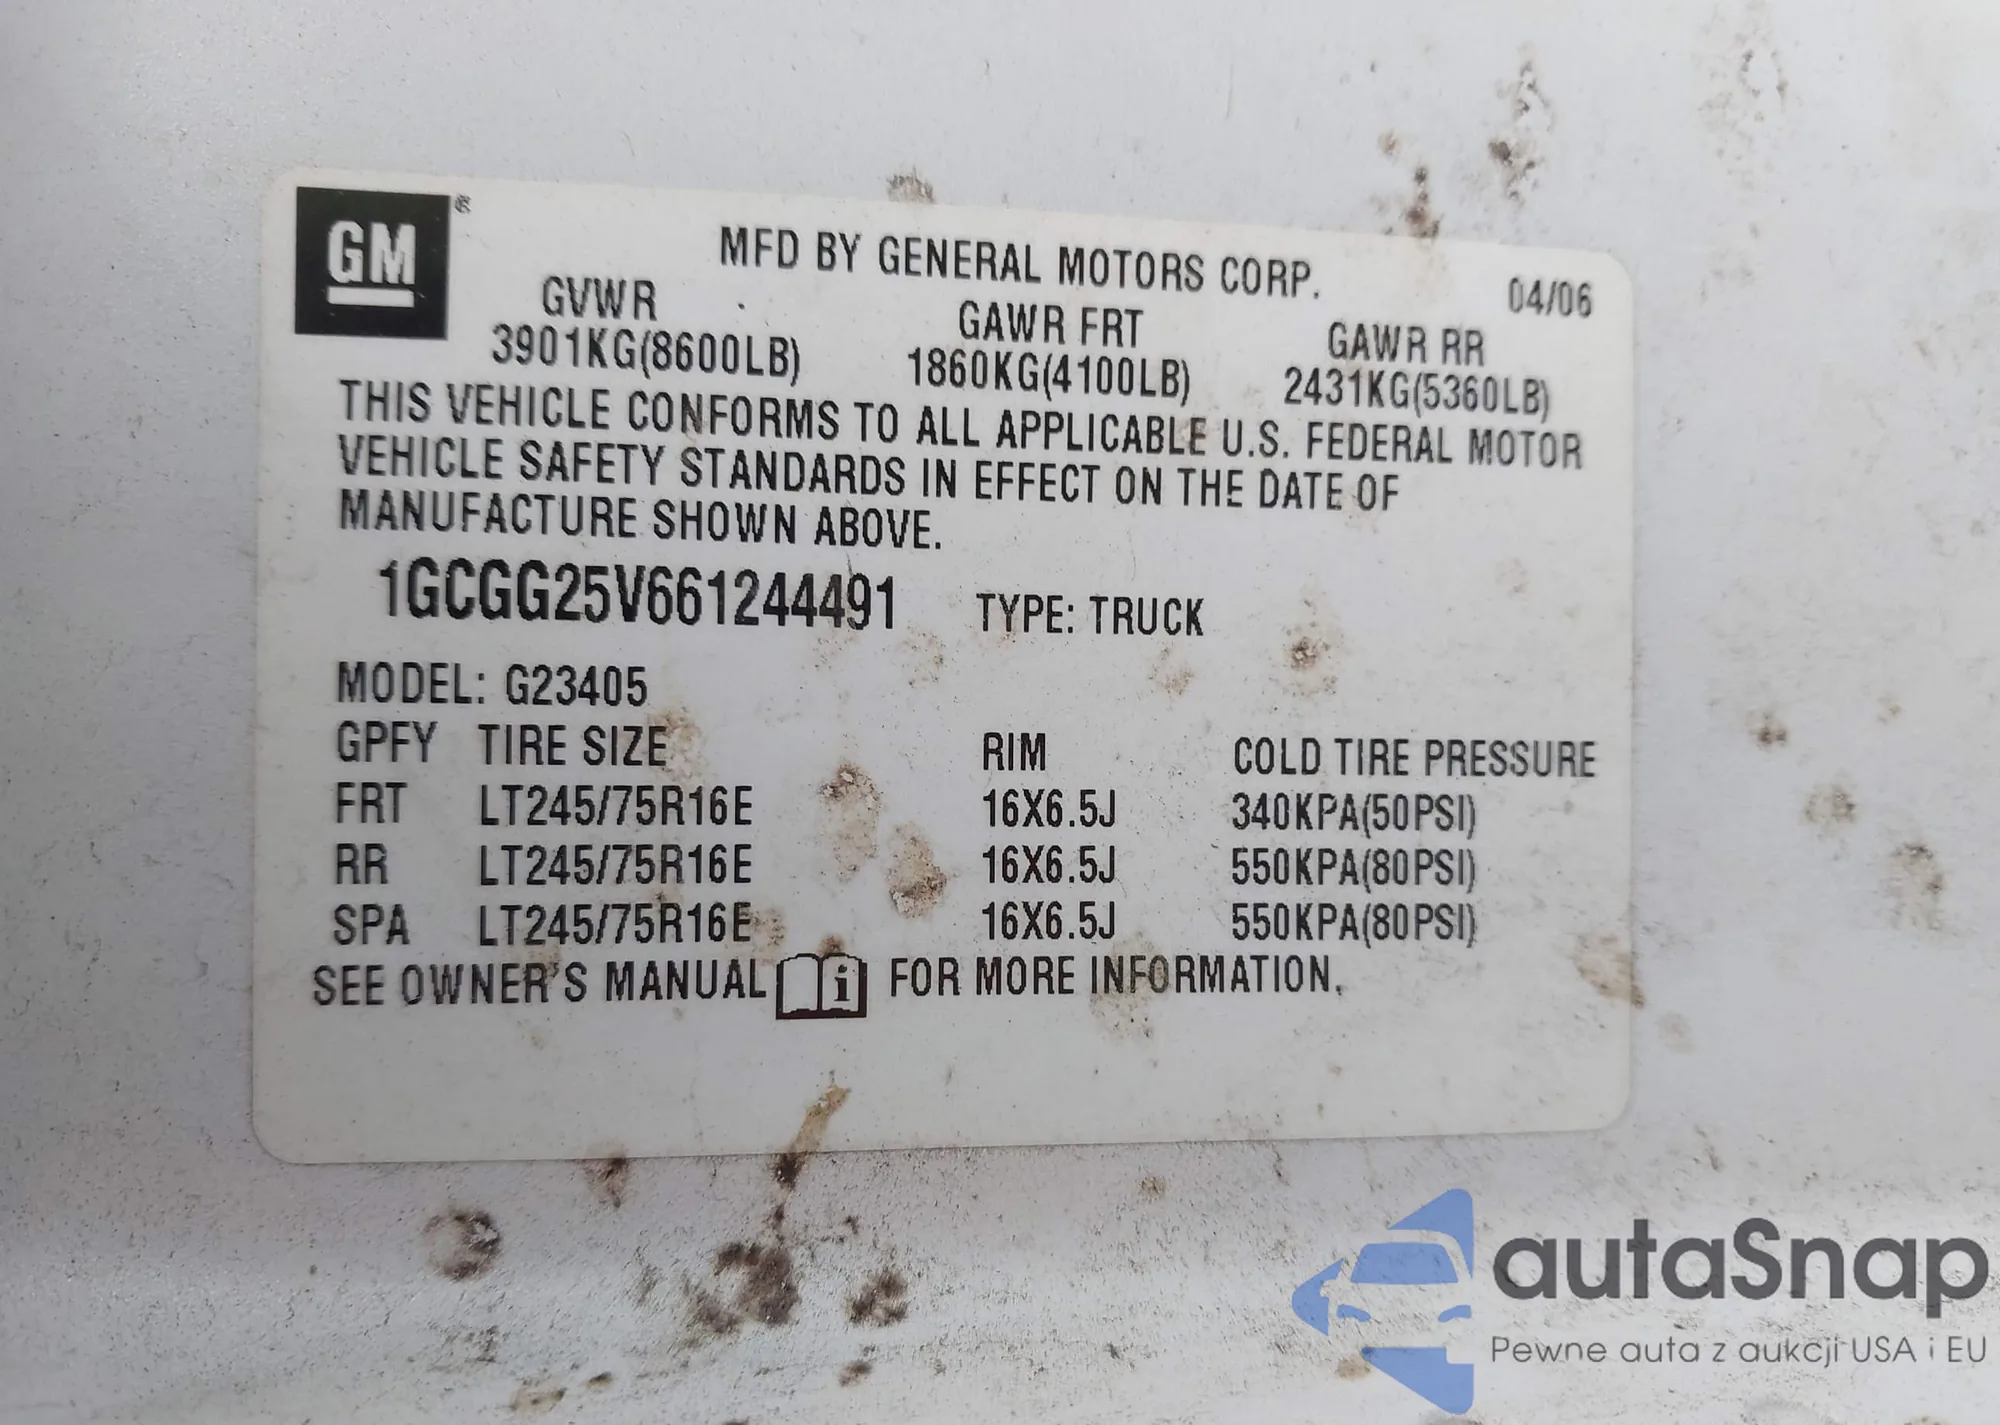 GM
MFD BY GENERAL MOTORS CORP.
04/06
GVWR
GAWR FRT
GAWR RR
3901KG(8600LB)
1860KG(4100LB)
2431KG(5360LB)
THIS VEHICLE CONFORMS TO ALL APPLICABLE U.S. FEDERAL MOTOR
VEHICLE SAFETY STANDARDS IN EFFECT ON THE DATE OF
MANUFACTURE SHOWN ABOVE.
1GCGG25V661244491 TYPE: TRUCK
MODEL: G23405
GPFY TIRE SIZE RIM COLD TIRE PRESSURE
FRT LT245/75R16E 16X6.5J 340KPA(50PSI)
RR LT245/75R16E 16X6.5J 550KPA(80PSI)
SPA LT245/75R16E 16X6.5J 550KPA(80PSI)
SEE OWNER'S MANUAL i FOR MORE INFORMATION.
autaSnap
Pewne auta z aukcji USA i EU